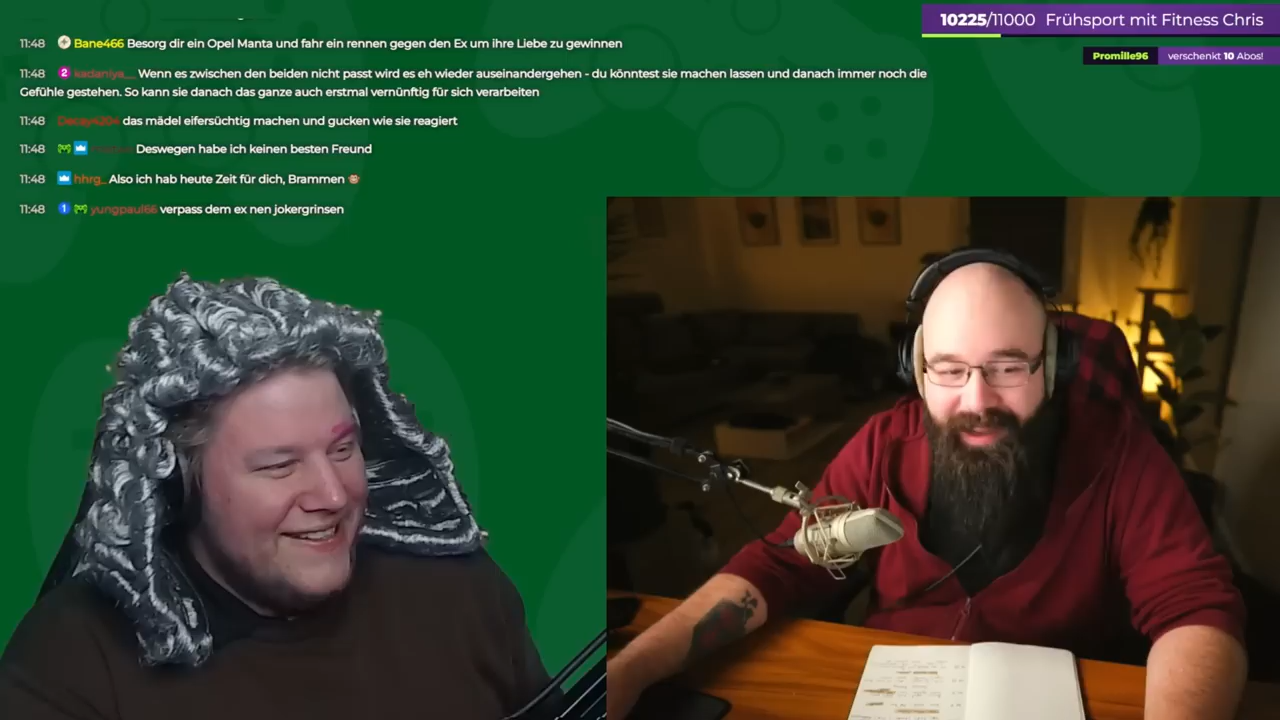 10225/11000 Frühsport mit Fitness Chris
Promille96 verschenkt 10 Abos!
11:48 Bane466 Besorg dir ein Opel Manta und fahr ein rennen gegen den Ex um ihre Liebe zu gewinnen
11:48 2 kadaniya__ Wenn es zwischen den beiden nicht passt wird es eh wieder auseinandergehen - du könntest sie machen lassen und danach immer noch die
Gefühle gestehen. So kann sie danach das ganze auch erstmal vernünftig für sich verarbeiten
11:48 Decay4204 das mädel eifersüchtig machen und gucken wie sie reagiert
11:48 Deswegen habe ich keinen besten Freund
11:48 hhrg_ Also ich hab heute Zeit für dich, Brammen
11:48 1 yungpaul66 verpass dem ex nen jokergrinsen